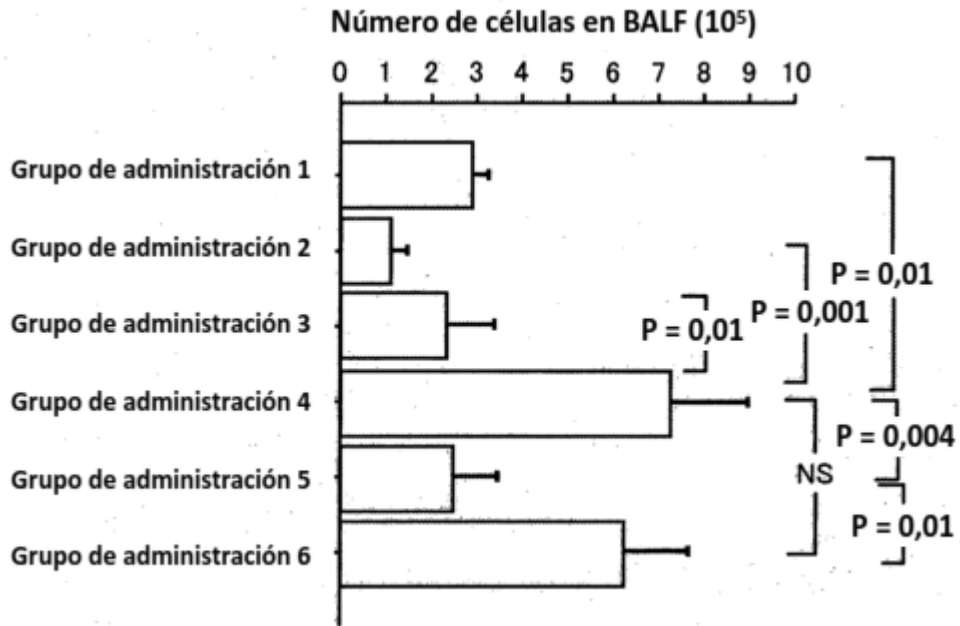 Número de células en BALF (10⁵)
0 1 2 3 4 5 6 7 8 9 10
Grupo de administración 1
Grupo de administración 2
Grupo de administración 3
Grupo de administración 4
Grupo de administración 5
Grupo de administración 6
P = 0,01
P = 0,001
P = 0,01
P = 0,004
NS
P = 0,01